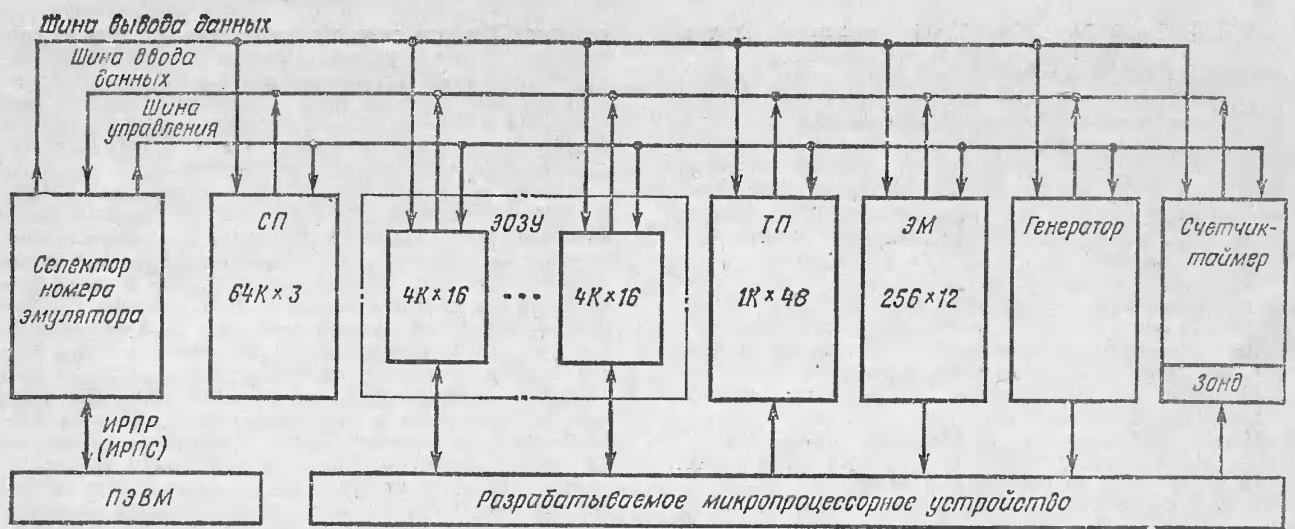 Шина вывода данных
Шина ввода
данных
Шина
управления
Селектор
номера
эмулятора
СП
64К × 3
ЭОЗУ
4К × 16
•••
4К × 16
ТП
1К × 48
ЭМ
256 × 12
Генератор
Счетчик-
таймер
Зонд
ИРПР
(ИРПС)
ПЭВМ
Разрабатываемое микропроцессорное устройство